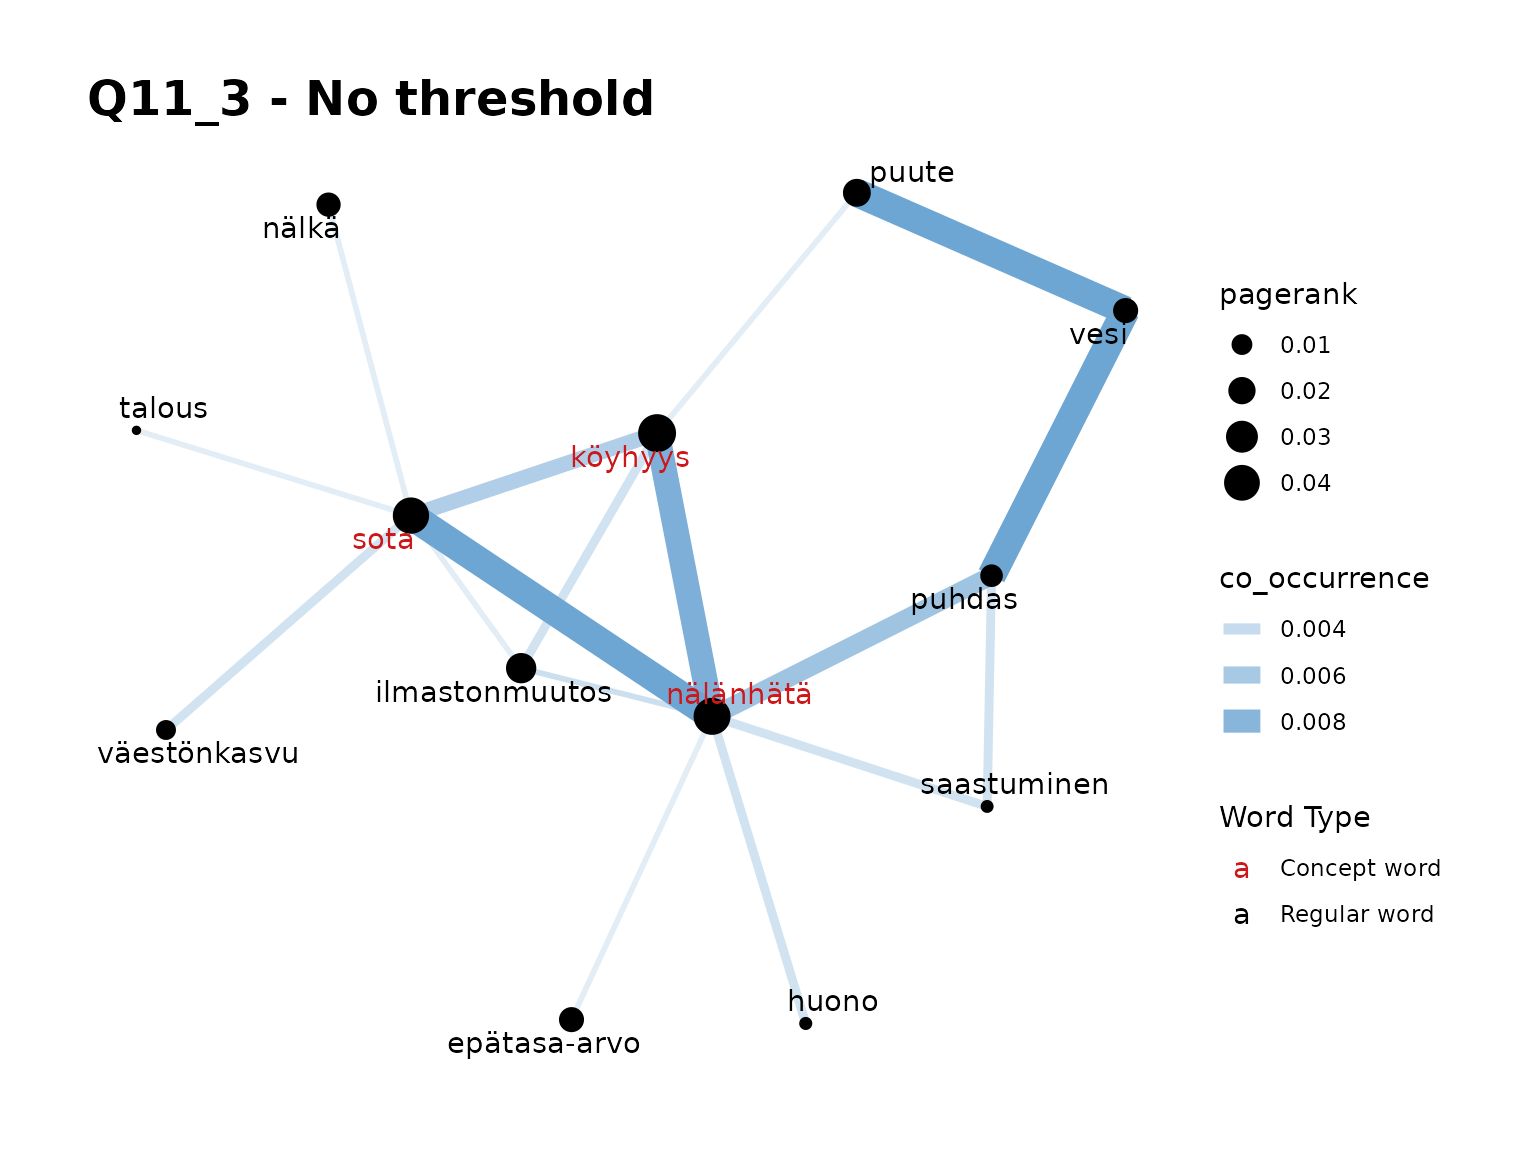 Q11_3 - No threshold
puute
nälkä
vesi
talous
köyhyys
sota
puhdas
ilmastonmuutos
nälänhätä
väestönkasvu
saastuminen
huono
epätasa-arvo
pagerank
0.01
0.02
0.03
0.04
co_occurrence
0.004
0.006
0.008
Word Type
a Concept word
a Regular word